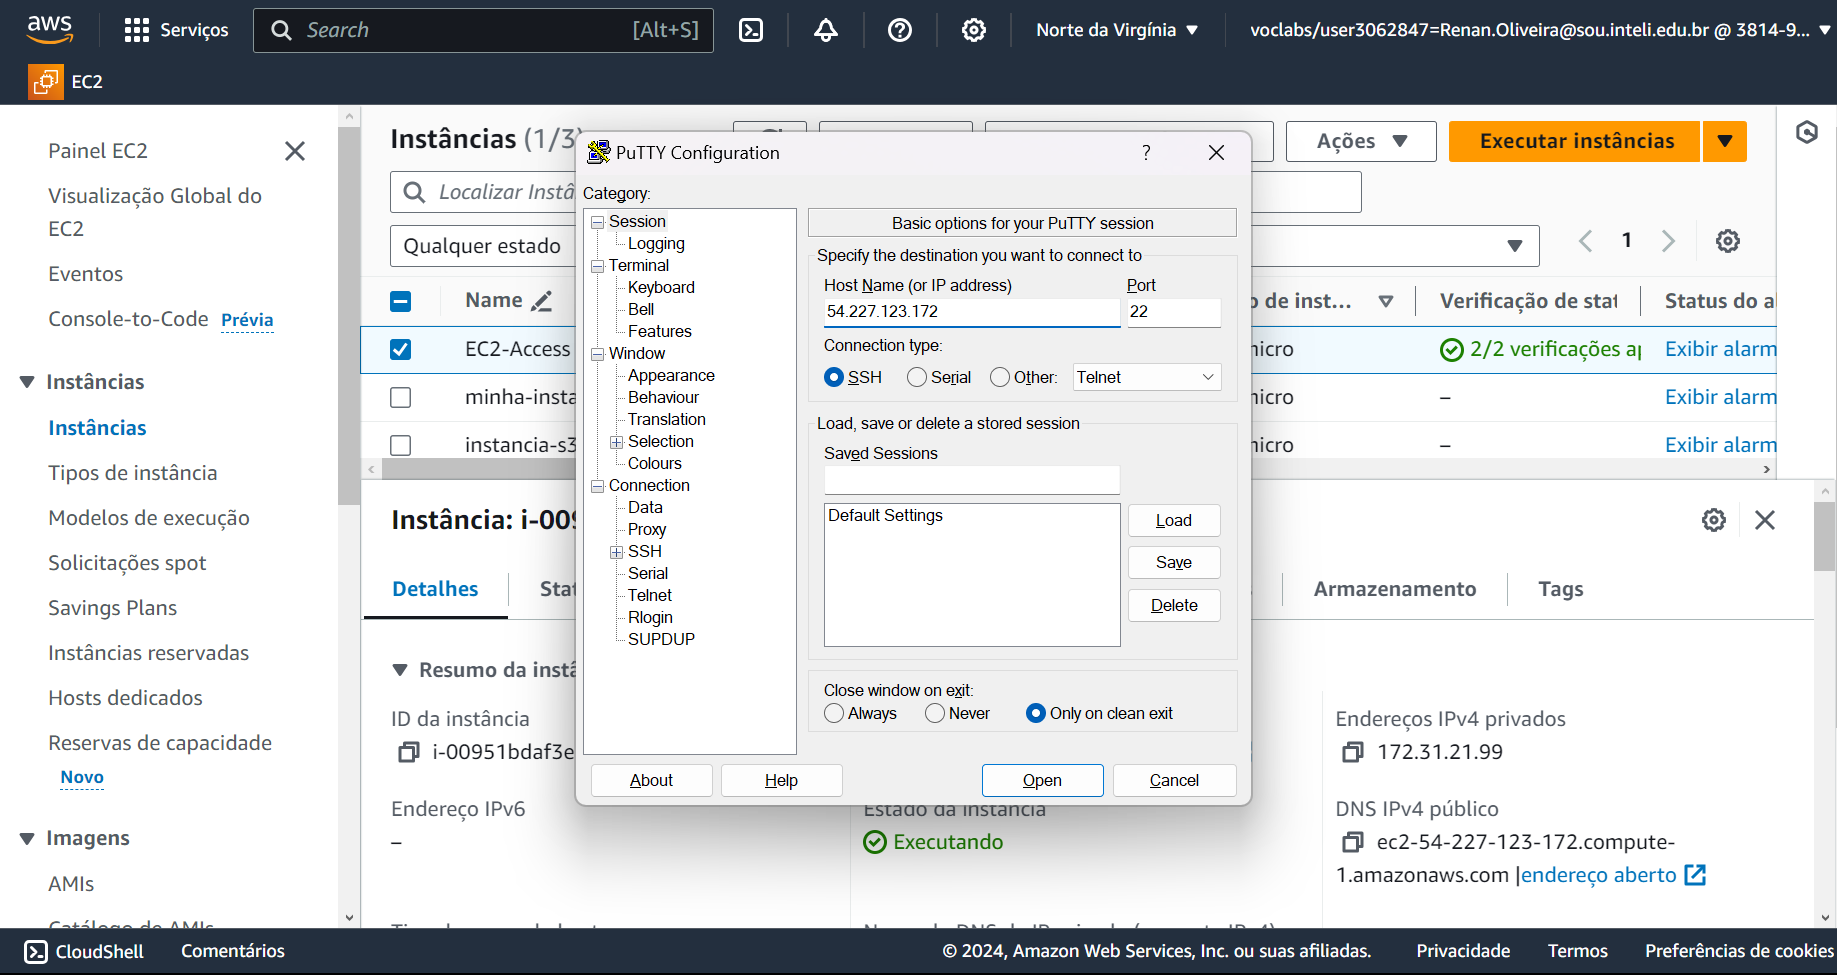 aws
Serviços
Search [Alt+S]
Norte da Virgínia
voclabs/user3062847=Renan.Oliveira@sou.inteli.edu.br @ 3814-9...
EC2
Painel EC2
Visualização Global do
EC2
Eventos
Console-to-Code Prévia
Instâncias
Instâncias
Tipos de instância
Modelos de execução
Solicitações spot
Savings Plans
Instâncias reservadas
Hosts dedicados
Reservas de capacidade
Novo
Imagens
AMIs
Catálogo de AMIs
Instâncias (1/3)
Ações
Executar instâncias
Localizar Instâ
Qualquer estado
1
Name
o de inst...
Verificação de stat
Status do al
EC2-Access
micro
2/2 verificações ap
Exibir alarm
minha-insta
micro
–
Exibir alarm
instancia-s3
micro
–
Exibir alarm
Instância: i-009
Detalhes
Stat
Armazenamento
Tags
Resumo da instâ
ID da instância
i-00951bdaf3e
Endereço IPv6
–
Estado da instância
Executando
Endereços IPv4 privados
172.31.21.99
DNS IPv4 público
ec2-54-227-123-172.compute-
1.amazonaws.com |endereço aberto
PuTTY Configuration
?
Category:
Session
Logging
Terminal
Keyboard
Bell
Features
Window
Appearance
Behaviour
Translation
Selection
Colours
Connection
Data
Proxy
SSH
Serial
Telnet
Rlogin
SUPDUP
Basic options for your PuTTY session
Specify the destination you want to connect to
Host Name (or IP address)
Port
54.227.123.172
22
Connection type:
SSH
Serial
Other:
Telnet
Load, save or delete a stored session
Saved Sessions
Default Settings
Load
Save
Delete
Close window on exit:
Always
Never
Only on clean exit
About
Help
Open
Cancel
CloudShell
Comentários
© 2024, Amazon Web Services, Inc. ou suas afiliadas.
Privacidade
Termos
Preferências de cookies